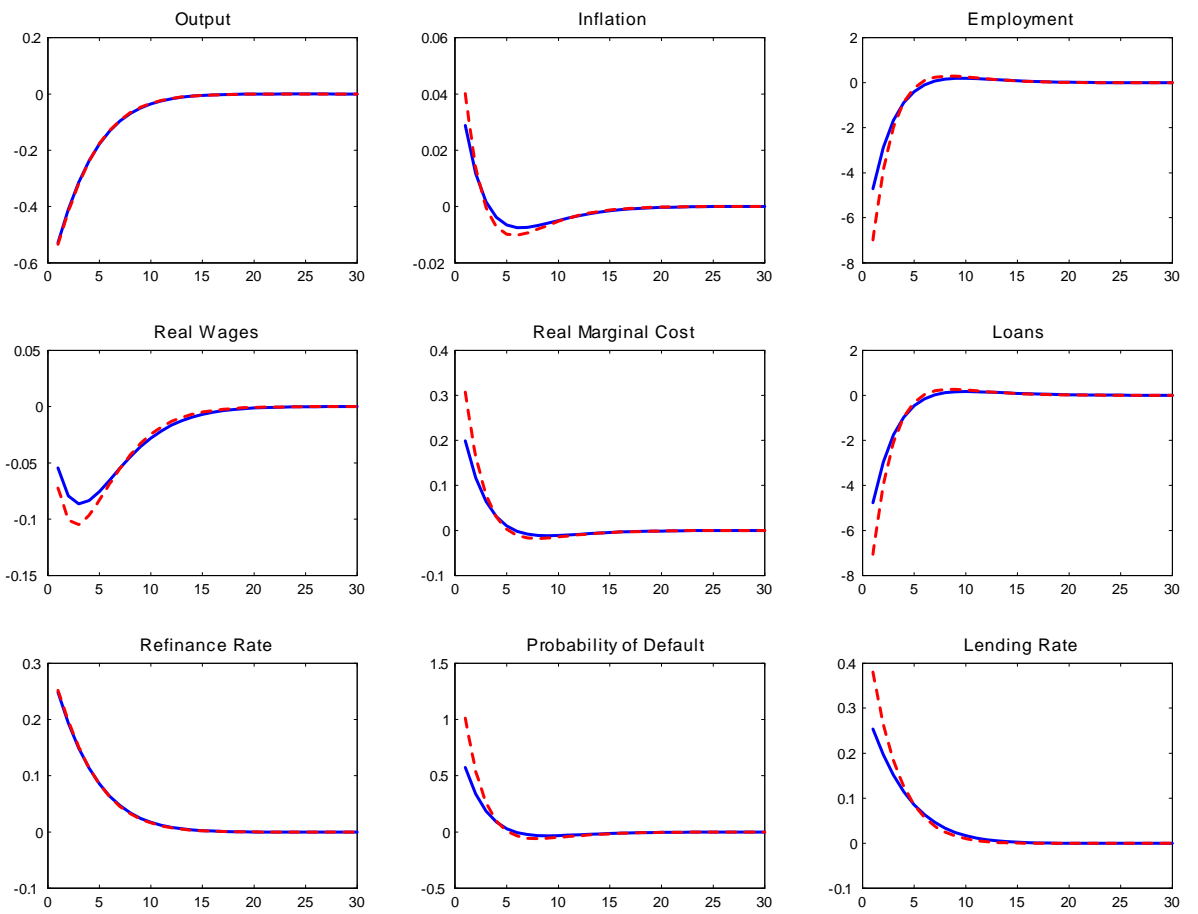 Output
0.2
0
-0.2
-0.4
-0.6
0 5 10 15 20 25 30
Inflation
0.06
0.04
0.02
0
-0.02
0 5 10 15 20 25 30
Employment
2
0
-2
-4
-6
-8
0 5 10 15 20 25 30
Real Wages
0.05
0
-0.05
-0.1
-0.15
0 5 10 15 20 25 30
Real Marginal Cost
0.4
0.3
0.2
0.1
0
-0.1
0 5 10 15 20 25 30
Loans
2
0
-2
-4
-6
-8
0 5 10 15 20 25 30
Refinance Rate
0.3
0.2
0.1
0
-0.1
0 5 10 15 20 25 30
Probability of Default
1.5
1
0.5
0
-0.5
0 5 10 15 20 25 30
Lending Rate
0.4
0.3
0.2
0.1
0
-0.1
0 5 10 15 20 25 30